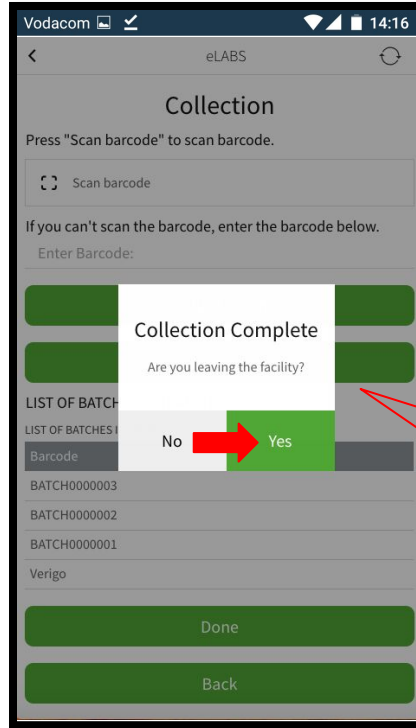 Vodacom 14:16
eLABS
Collection
Press "Scan barcode" to scan barcode.
Scan barcode
If you can't scan the barcode, enter the barcode below.
Enter Barcode:
Collection Complete
Are you leaving the facility?
No Yes
LIST OF BATCH
LIST OF BATCHES
Barcode
BATCH0000003
BATCH0000002
BATCH0000001
Verigo
Done
Back